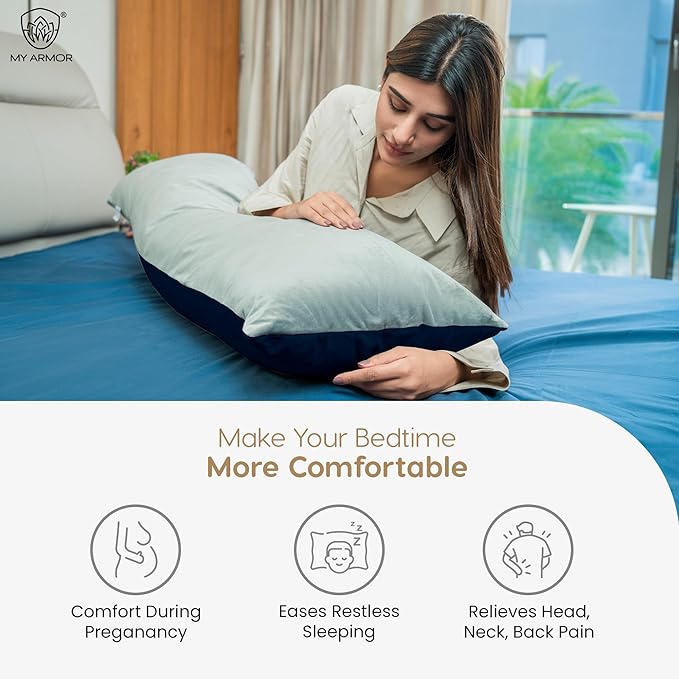 ®
MY ARMOR
Make Your Bedtime
More Comfortable
z z
z
Comfort During
Preganancy
Eases Restless
Sleeping
Relieves Head,
Neck, Back Pain